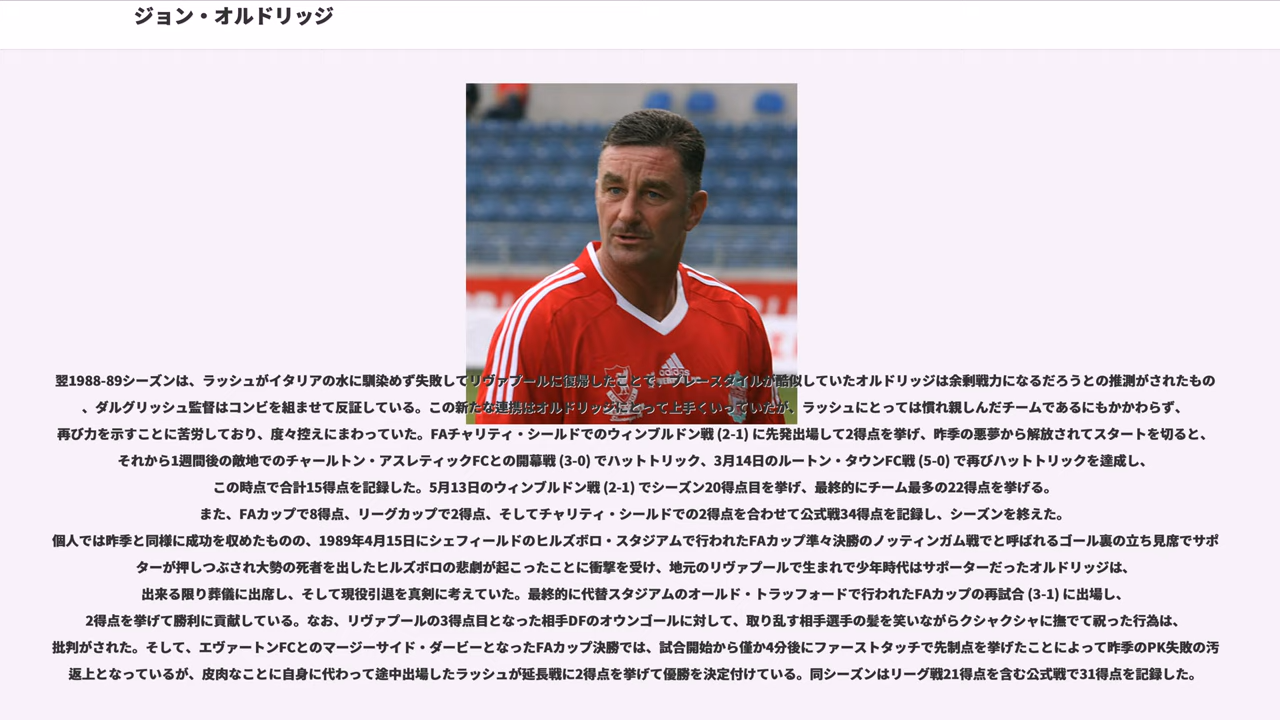 ジョン・オルドリッジ
adidas
翌1988-89シーズンは、ラッシュがイタリアの水に馴染めず失敗してリヴァプールに復帰したことで、プレースタイルが酷似していたオルドリッジは余剰戦力になるだろうとの推測がされたもの
、ダルグリッシュ監督はコンビを組ませて反証している。この新たな連携はオルドリッジにとって上手くいっていたが、ラッシュにとっては慣れ親しんだチームであるにもかかわらず、
再び力を示すことに苦労しており、度々控えにまわっていた。FAチャリティ・シールドでのウィンブルドン戦 (2-1) に先発出場して2得点を挙げ、昨季の悪夢から解放されてスタートを切ると、
それから1週間後の敵地でのチャールトン・アスレティックFCとの開幕戦 (3-0) でハットトリック、3月14日のルートン・タウンFC戦 (5-0) で再びハットトリックを達成し、
この時点で合計15得点を記録した。5月13日のウィンブルドン戦 (2-1) でシーズン20得点目を挙げ、最終的にチーム最多の22得点を挙げる。
また、FAカップで8得点、リーグカップで2得点、そしてチャリティ・シールドでの2得点を合わせて公式戦34得点を記録し、シーズンを終えた。
個人では昨季と同様に成功を収めたものの、1989年4月15日にシェフィールドのヒルズボロ・スタジアムで行われたFAカップ準々決勝のノッティンガム戦でと呼ばれるゴール裏の立ち見席でサポ
ターが押しつぶされ大勢の死者を出したヒルズボロの悲劇が起こったことに衝撃を受け、地元のリヴァプールで生まれで少年時代はサポーターだったオルドリッジは、
出来る限り葬儀に出席し、そして現役引退を真剣に考えていた。最終的に代替スタジアムのオールド・トラッフォードで行われたFAカップの再試合 (3-1) に出場し、
2得点を挙げて勝利に貢献している。なお、リヴァプールの3得点目となった相手DFのオウンゴールに対して、取り乱す相手選手の髪を笑いながらクシャクシャに撫でて祝った行為は、
批判がされた。そして、エヴァートンFCとのマージーサイド・ダービーとなったFAカップ決勝では、試合開始から僅か4分後にファーストタッチで先制点を挙げたことによって昨季のPK失敗の汚
返上となっているが、皮肉なことに自身に代わって途中出場したラッシュが延長戦に2得点を挙げて優勝を決定付けている。同シーズンはリーグ戦21得点を含む公式戦で31得点を記録した。